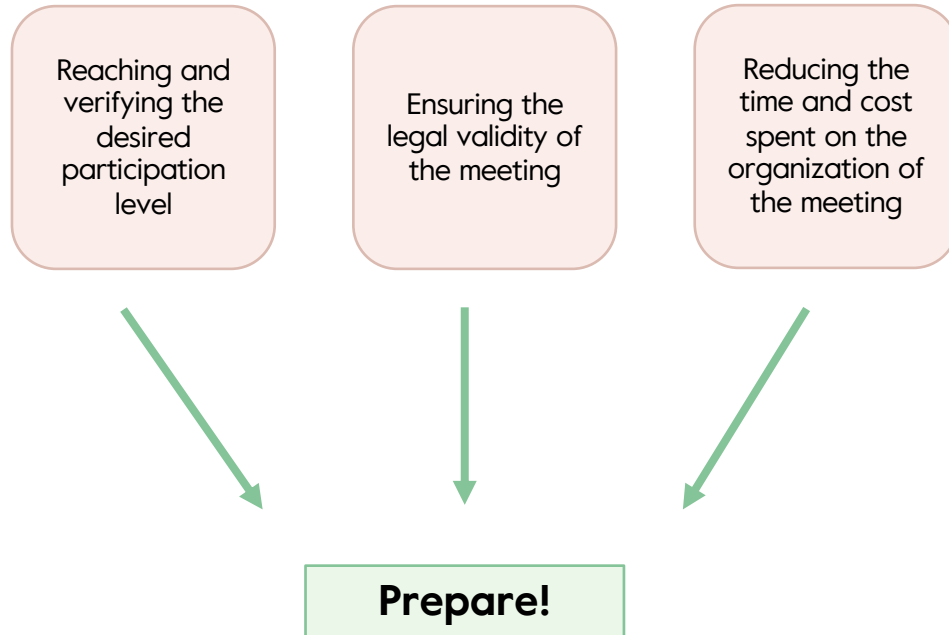 Reaching and
verifying the
desired
participation
level
Ensuring the
legal validity of
the meeting
Reducing the
time and cost
spent on the
organization of
the meeting
Prepare!